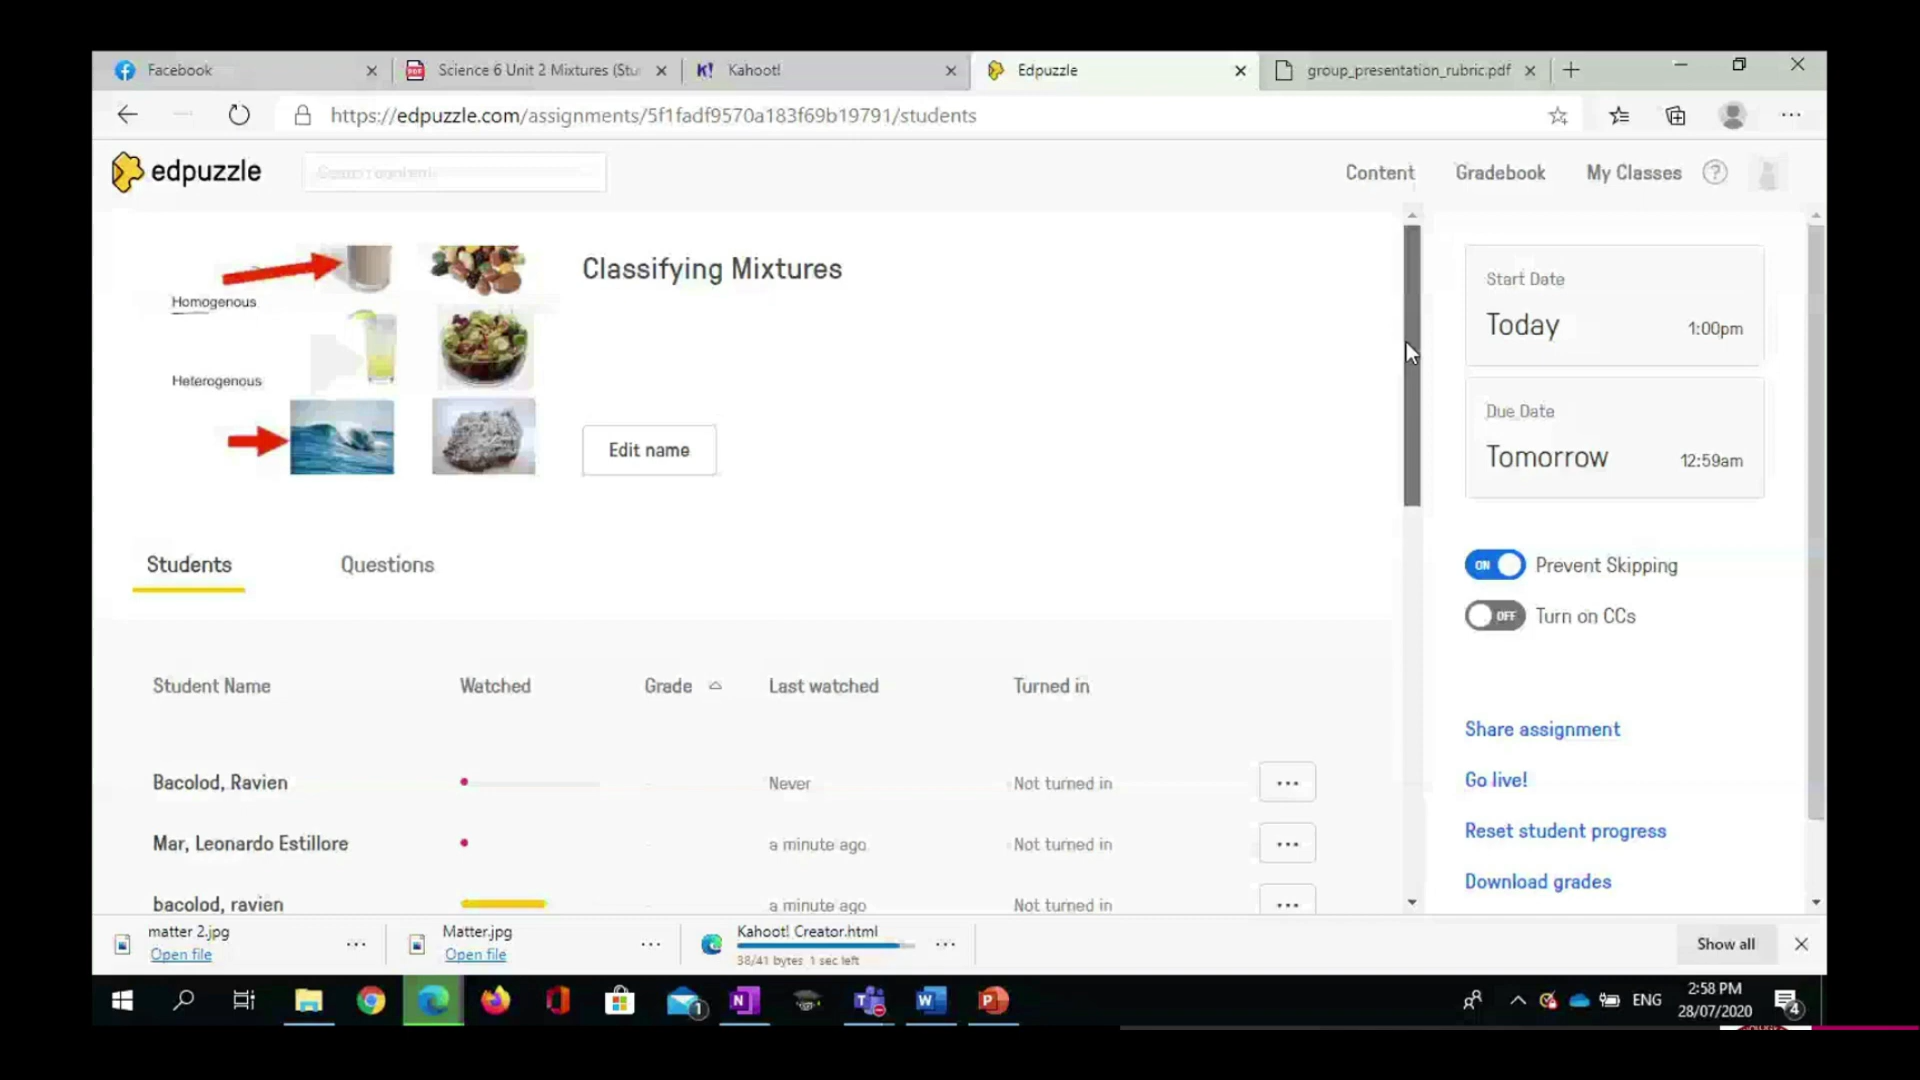 Facebook
Science 6 Unit 2 Mixtures (Stu
K! Kahoot!
Edpuzzle
group_presentation_rubric.pdf
https://edpuzzle.com/assignments/5f1fadf9570a183f69b19791/students
edpuzzle
Search content
Content
Gradebook
My Classes
?
Homogenous
Heterogenous
Classifying Mixtures
Edit name
Start Date
Today 1:00pm
Due Date
Tomorrow 12:59am
ON Prevent Skipping
OFF Turn on CCs
Share assignment
Go live!
Reset student progress
Download grades
Students Questions
Student Name Watched Grade Last watched Turned in
Bacolod, Ravien Never Not turned in
Mar, Leonardo Estillore a minute ago Not turned in
bacolod, ravien a minute ago Not turned in
matter 2.jpg
Open file
Matter.jpg
Open file
Kahoot! Creator.html
38/41 bytes 1 sec left
Show all
1
ENG
2:58 PM
28/07/2020
4